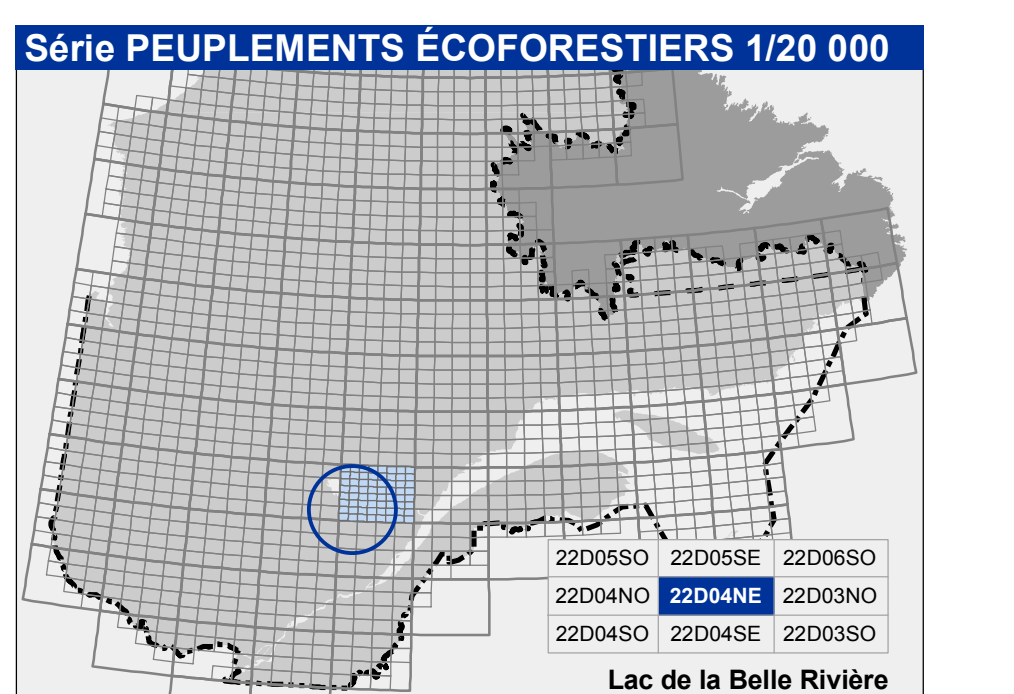 Série PEUPLEMENTS ÉCOFORESTIERS 1/20 000
22D05SO 22D05SE 22D06SO
22D04NO 22D04NE 22D03NO
22D04SO 22D04SE 22D03SO
Lac de la Belle Rivière